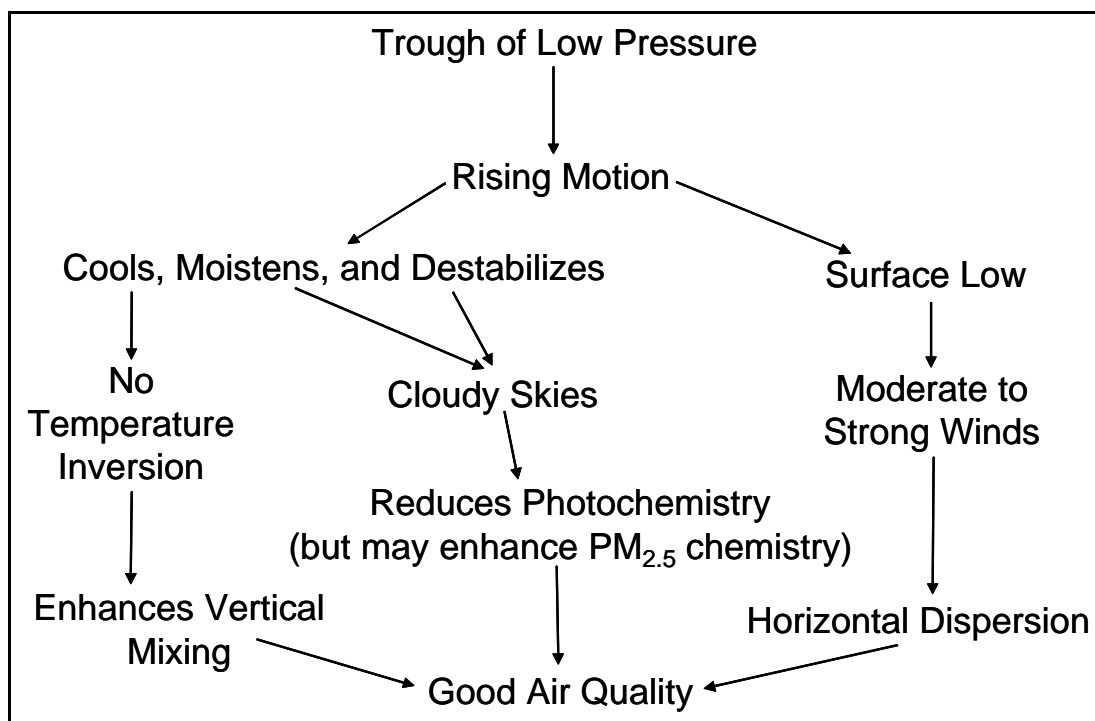 Trough of Low Pressure
Rising Motion
Cools, Moistens, and Destabilizes
Surface Low
No
Temperature
Inversion
Cloudy Skies
Moderate to
Strong Winds
Reduces Photochemistry
(but may enhance PM2.5 chemistry)
Enhances Vertical
Mixing
Horizontal Dispersion
Good Air Quality